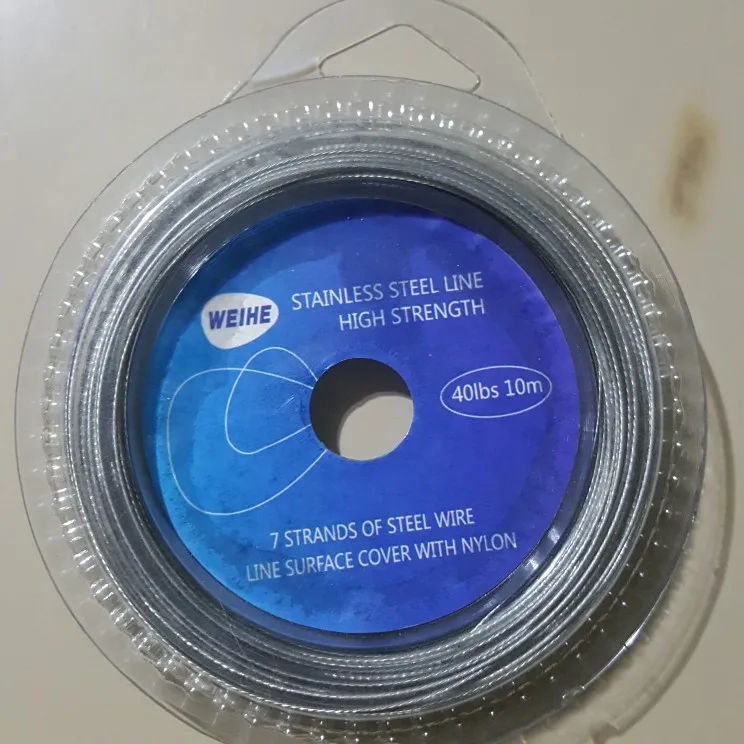 WEIHE
STAINLESS STEEL LINE
HIGH STRENGTH
40lbs 10m
7 STRANDS OF STEEL WIRE
LINE SURFACE COVER WITH NYLON